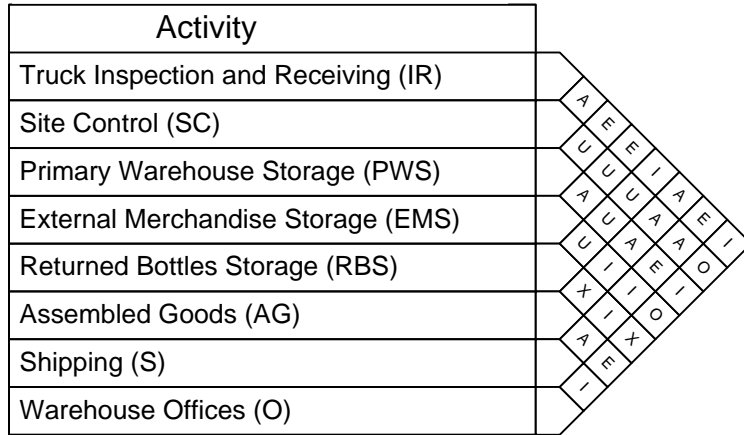 Activity
Truck Inspection and Receiving (IR)
Site Control (SC)
Primary Warehouse Storage (PWS)
External Merchandise Storage (EMS)
Returned Bottles Storage (RBS)
Assembled Goods (AG)
Shipping (S)
Warehouse Offices (O)
A E E I A E I
U U U A A O
A U A E I
U I I O
X I X
A E
I